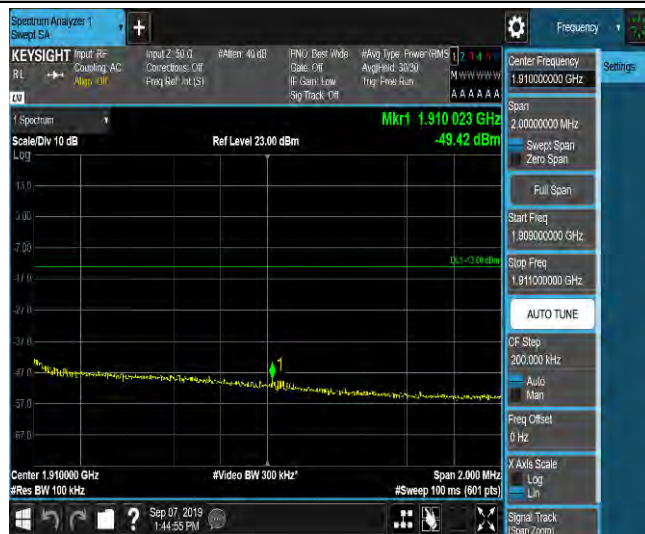 Spectrum Analyzer 1
Swept SA
Frequency
KEYSIGHT
RL
Input: RF
Coupling: AC
Align: Off
Input Z: 50 Ω
Corrections: Off
Freq Ref: Int (S)
#Atten: 40 dB
PNO: Best Wide
Gate: Off
IF Gain: Low
Sig Track: Off
#Avg Type: Power (RMS
Avg|Hold: 30/30
Trig: Free Run
M W W W W W
A A A A A A
1 Spectrum
Scale/Div 10 dB
Ref Level 23.00 dBm
Mkr1 1.910 023 GHz
-49.42 dBm
Log
13.0
3.00
-7.00
DL1 -13.00 dBm
-17.0
-27.0
-37.0
1
-47.0
-57.0
-67.0
Center 1.910000 GHz
#Video BW 300 kHz*
Span 2.000 MHz
#Res BW 100 kHz
#Sweep 100 ms (601 pts)
Sep 07, 2019
1:44:55 PM
Settings
Center Frequency
1.910000000 GHz
Span
2.00000000 MHz
Swept Span
Zero Span
Full Span
Start Freq
1.909000000 GHz
Stop Freq
1.911000000 GHz
AUTO TUNE
CF Step
200.000 kHz
Auto
Man
Freq Offset
0 Hz
X Axis Scale
Log
Lin
Signal Track
(Span Zoom)